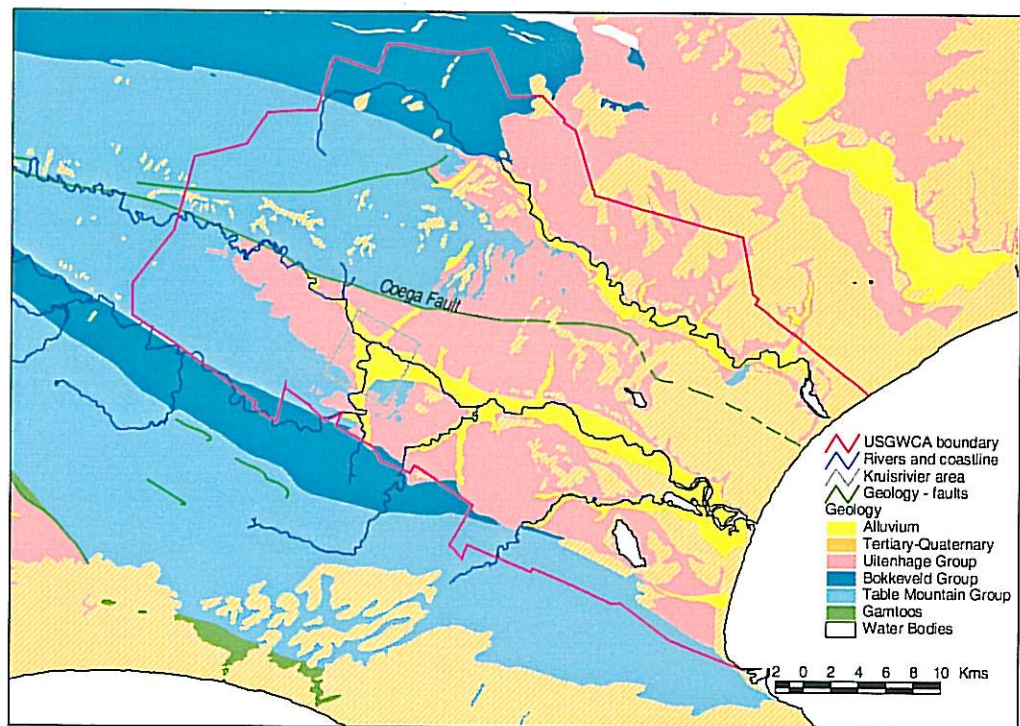 Coega Fault
USGWCA boundary
Rivers and coastline
Kruisrivier area
Geology - faults
Geology
Alluvium
Tertiary-Quaternary
Uitenhage Group
Bokkeveld Group
Table Mountain Group
Gamtoos
Water Bodies
2 0 2 4 6 8 10 Kms